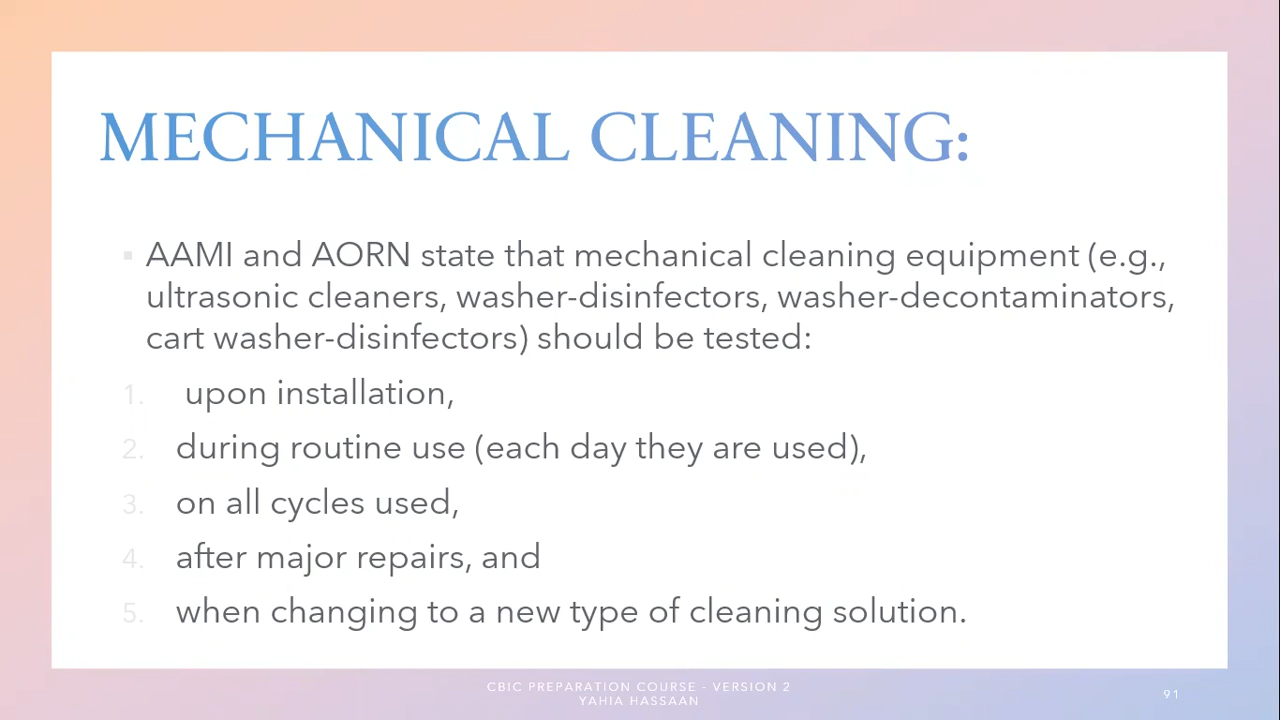 MECHANICAL CLEANING:
▪ AAMI and AORN state that mechanical cleaning equipment (e.g.,
ultrasonic cleaners, washer-disinfectors, washer-decontaminators,
cart washer-disinfectors) should be tested:
1. upon installation,
2. during routine use (each day they are used),
3. on all cycles used,
4. after major repairs, and
5. when changing to a new type of cleaning solution.
CBIC PREPARATION COURSE - VERSION 2
YAHIA HASSAAN
91